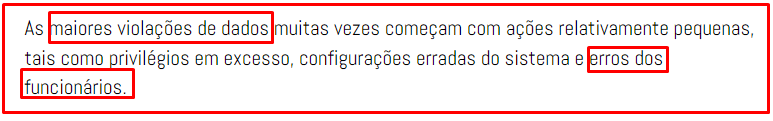 As maiores violações de dados muitas vezes começam com ações relativamente pequenas,
tais como privilégios em excesso, configurações erradas do sistema e erros dos
funcionários.